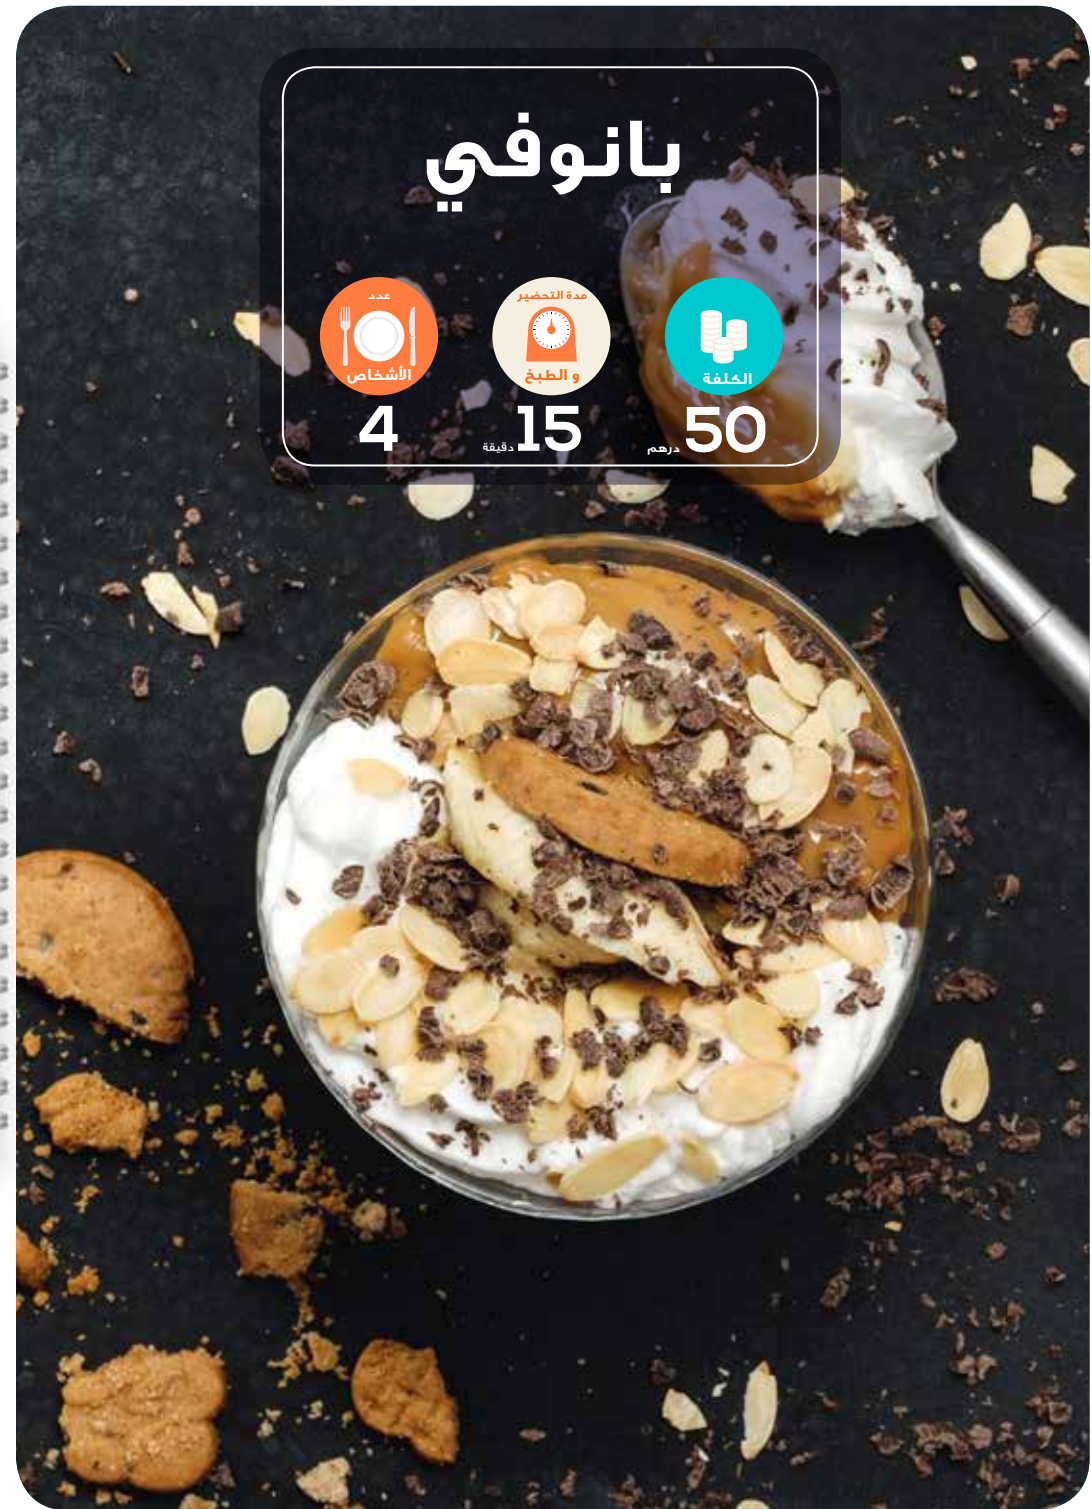 بانوفي
الكلفة
50 درهم
مدة التحضير
و الطبخ
15 دقيقة
عدد
الأشخاص
4